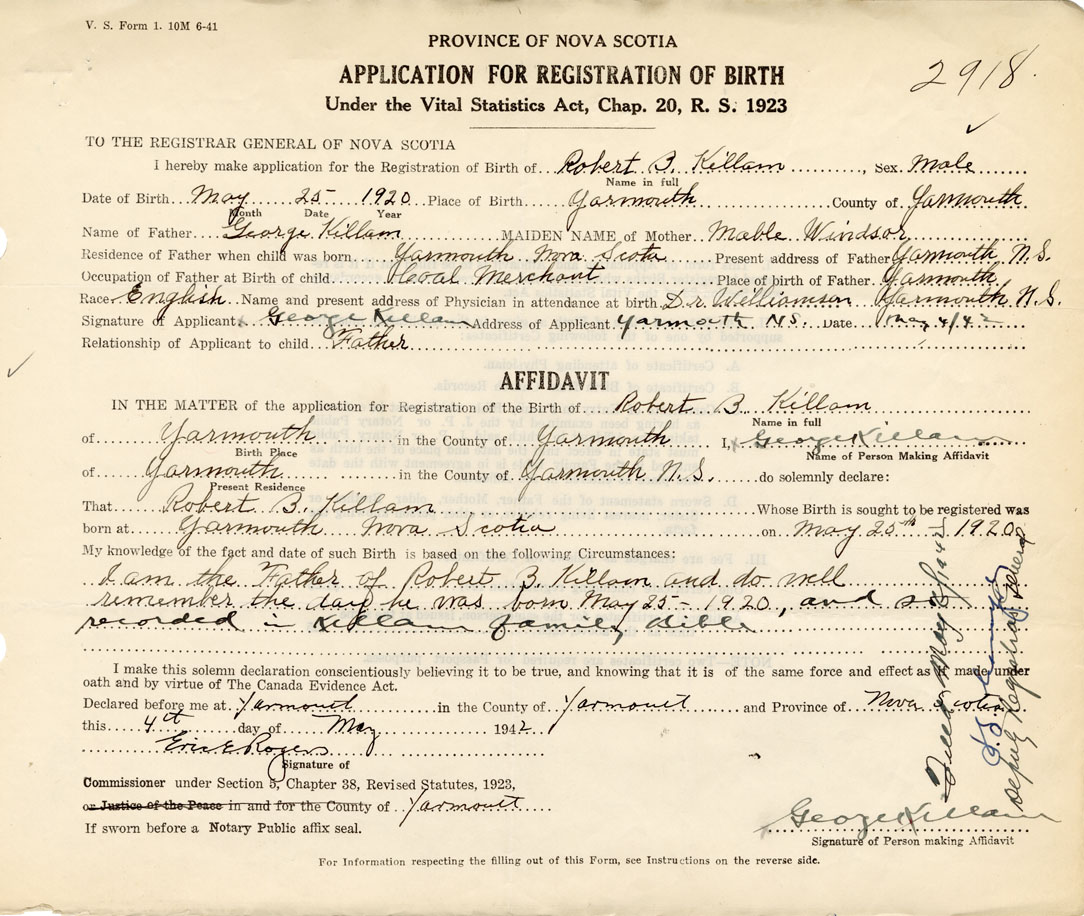 V. S. Form 1. 10M 6-41
PROVINCE OF NOVA SCOTIA
APPLICATION FOR REGISTRATION OF BIRTH
2918
Under the Vital Statistics Act, Chap. 20, R. S. 1923
TO THE REGISTRAR GENERAL OF NOVA SCOTIA
I hereby make application for the Registration of Birth of Robert B. Killam, Sex Male
Name in full
Date of Birth May 25 1920 Place of Birth Yarmouth County of Yarmouth
Month Date Year
Name of Father George Killam MAIDEN NAME of Mother Mable Windsor
Residence of Father when child was born Yarmouth Nova Scotia Present address of Father Yarmouth, N.S.
Occupation of Father at Birth of child Coal Merchant Place of birth of Father Yarmouth
Race English Name and present address of Physician in attendance at birth Dr. Williamson Yarmouth N.S.
Signature of Applicant x George Killam Address of Applicant Yarmouth NS. Date May 4/42
Relationship of Applicant to child Father
AFFIDAVIT
IN THE MATTER of the application for Registration of the Birth of Robert B. Killam
Name in full
of Yarmouth in the County of Yarmouth I, x George Killam
Birth Place Name of Person Making Affidavit
of Yarmouth in the County of Yarmouth N.S. do solemnly declare:
Present Residence
That Robert B. Killam Whose Birth is sought to be registered was
born at Yarmouth Nova Scotia on May 25th 1920
My knowledge of the fact and date of such Birth is based on the following Circumstances:
I am the Father of Robert B. Killam and do well
remember the day he was born May 25 - 1920, and so
recorded in Killam family bible
I make this solemn declaration conscientiously believing it to be true, and knowing that it is of the same force and effect as if made under
oath and by virtue of The Canada Evidence Act.
Declared before me at Yarmouth in the County of Yarmouth and Province of Nova Scotia
this 4th day of May 1942
Eric E Rogers
Signature of
Commissioner under Section 5, Chapter 38, Revised Statutes, 1923,
or Justice of the Peace in and for the County of Yarmouth
If sworn before a Notary Public affix seal.
George Killam
Signature of Person making Affidavit
For Information respecting the filling out of this Form, see Instructions on the reverse side.
Filed May
Deputy Registrar General